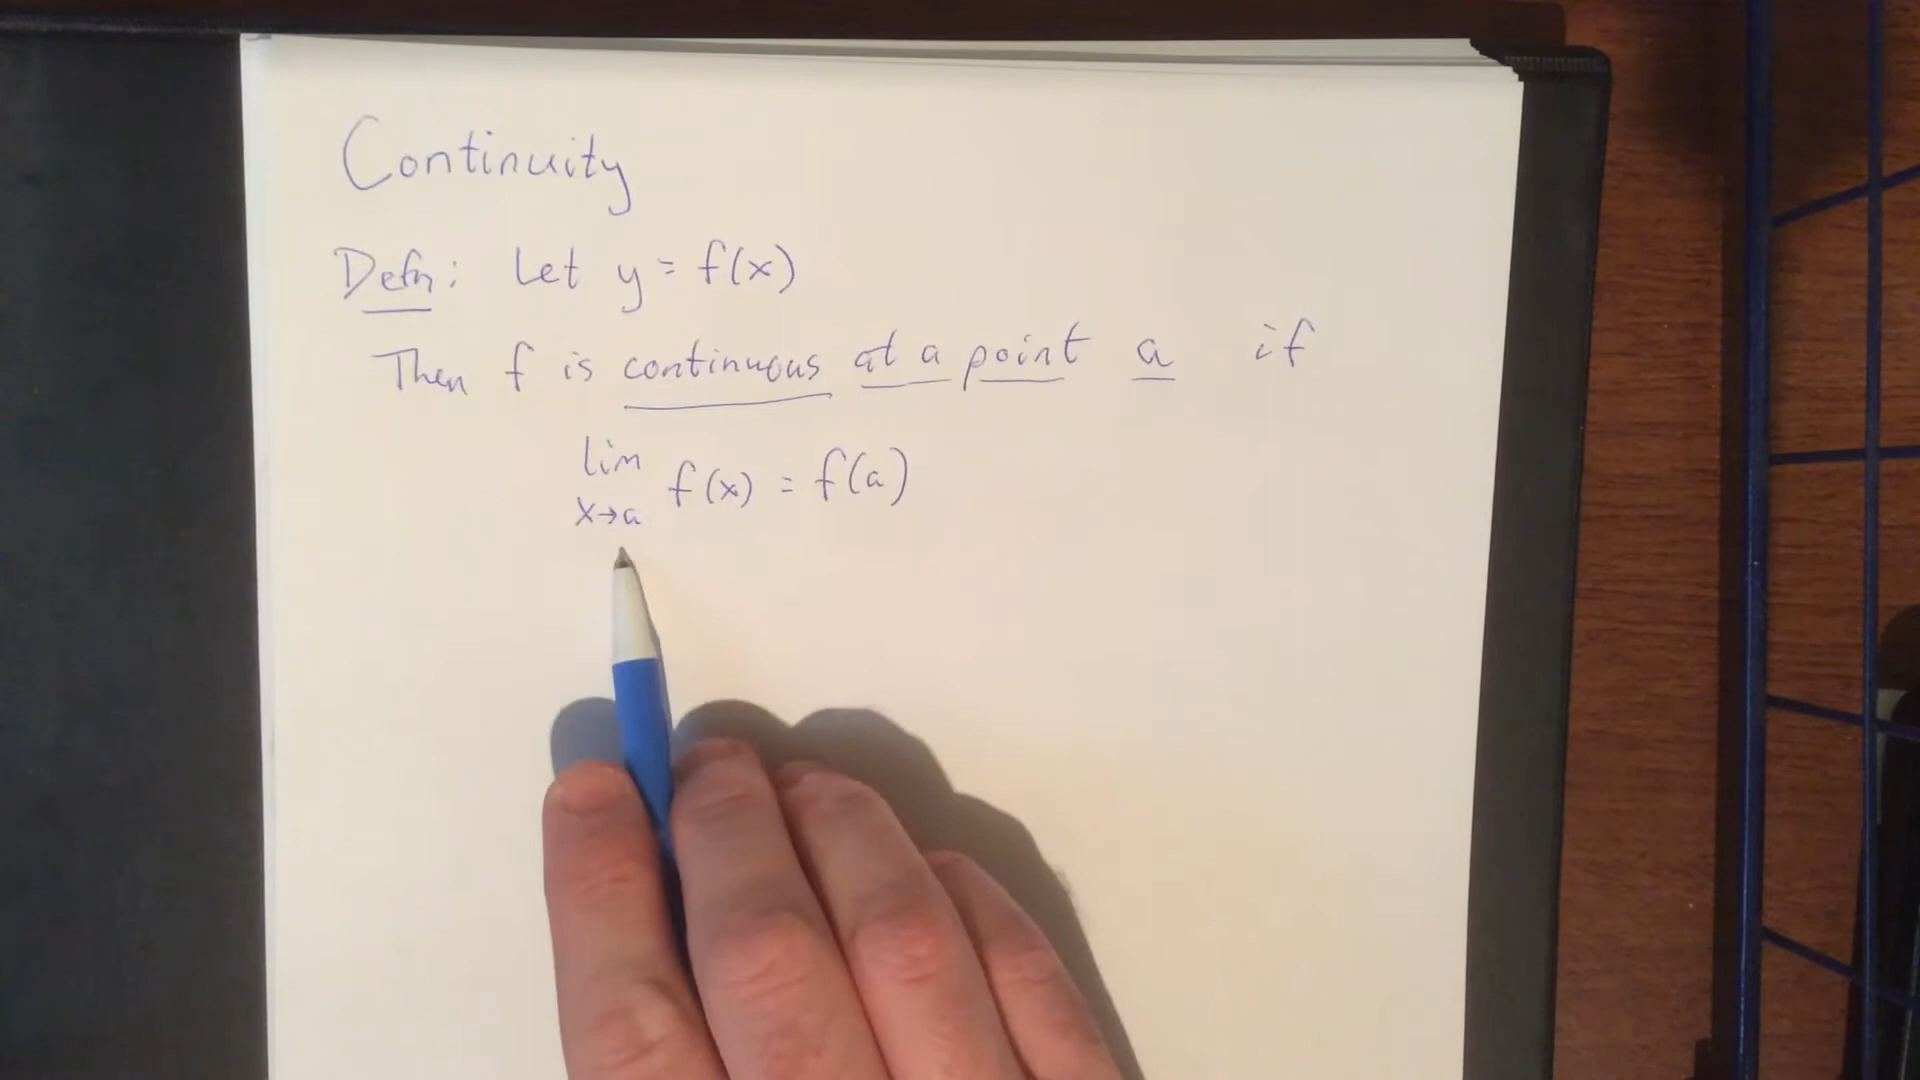 Continuity
Defn: Let y = f(x)
Then f is continuous at a point a if
lim f(x) = f(a)
x→a